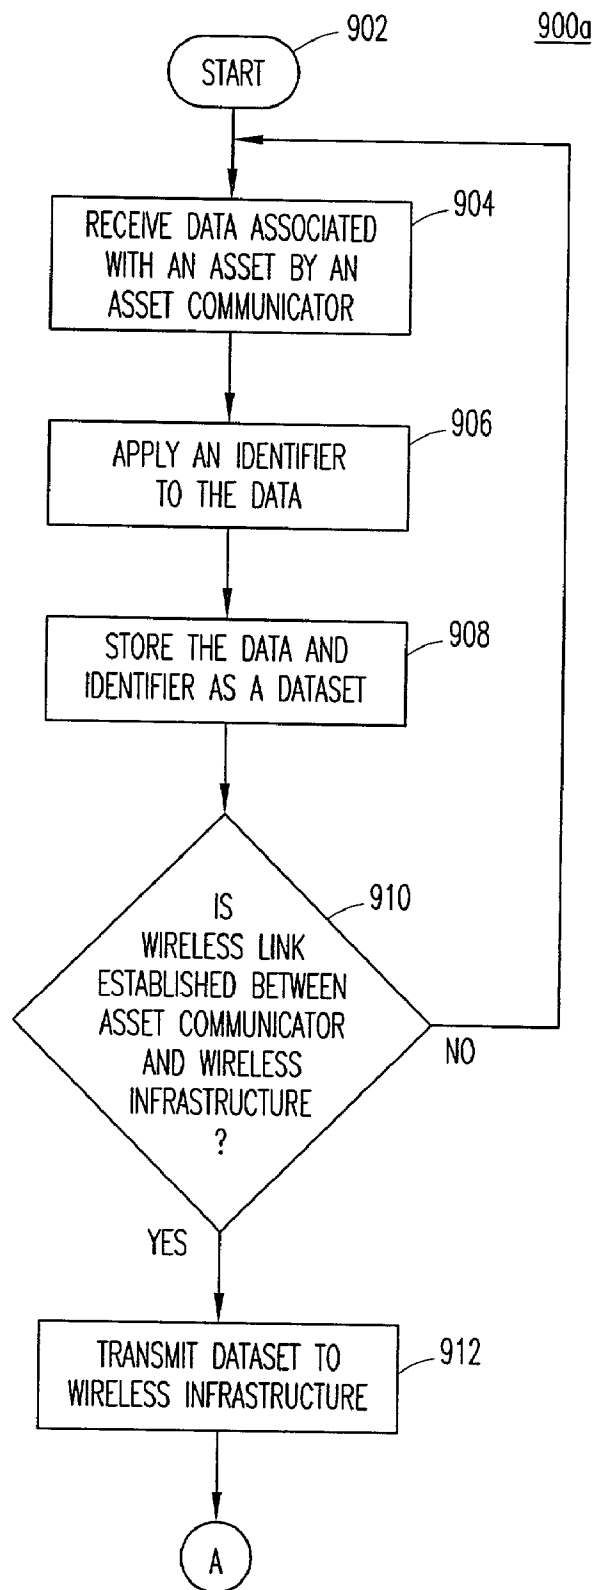 902
900a
START
904
RECEIVE DATA ASSOCIATED
WITH AN ASSET BY AN
ASSET COMMUNICATOR
906
APPLY AN IDENTIFIER
TO THE DATA
908
STORE THE DATA AND
IDENTIFIER AS A DATASET
910
IS
WIRELESS LINK
ESTABLISHED BETWEEN
ASSET COMMUNICATOR
AND WIRELESS
INFRASTRUCTURE
?
NO
YES
912
TRANSMIT DATASET TO
WIRELESS INFRASTRUCTURE
A